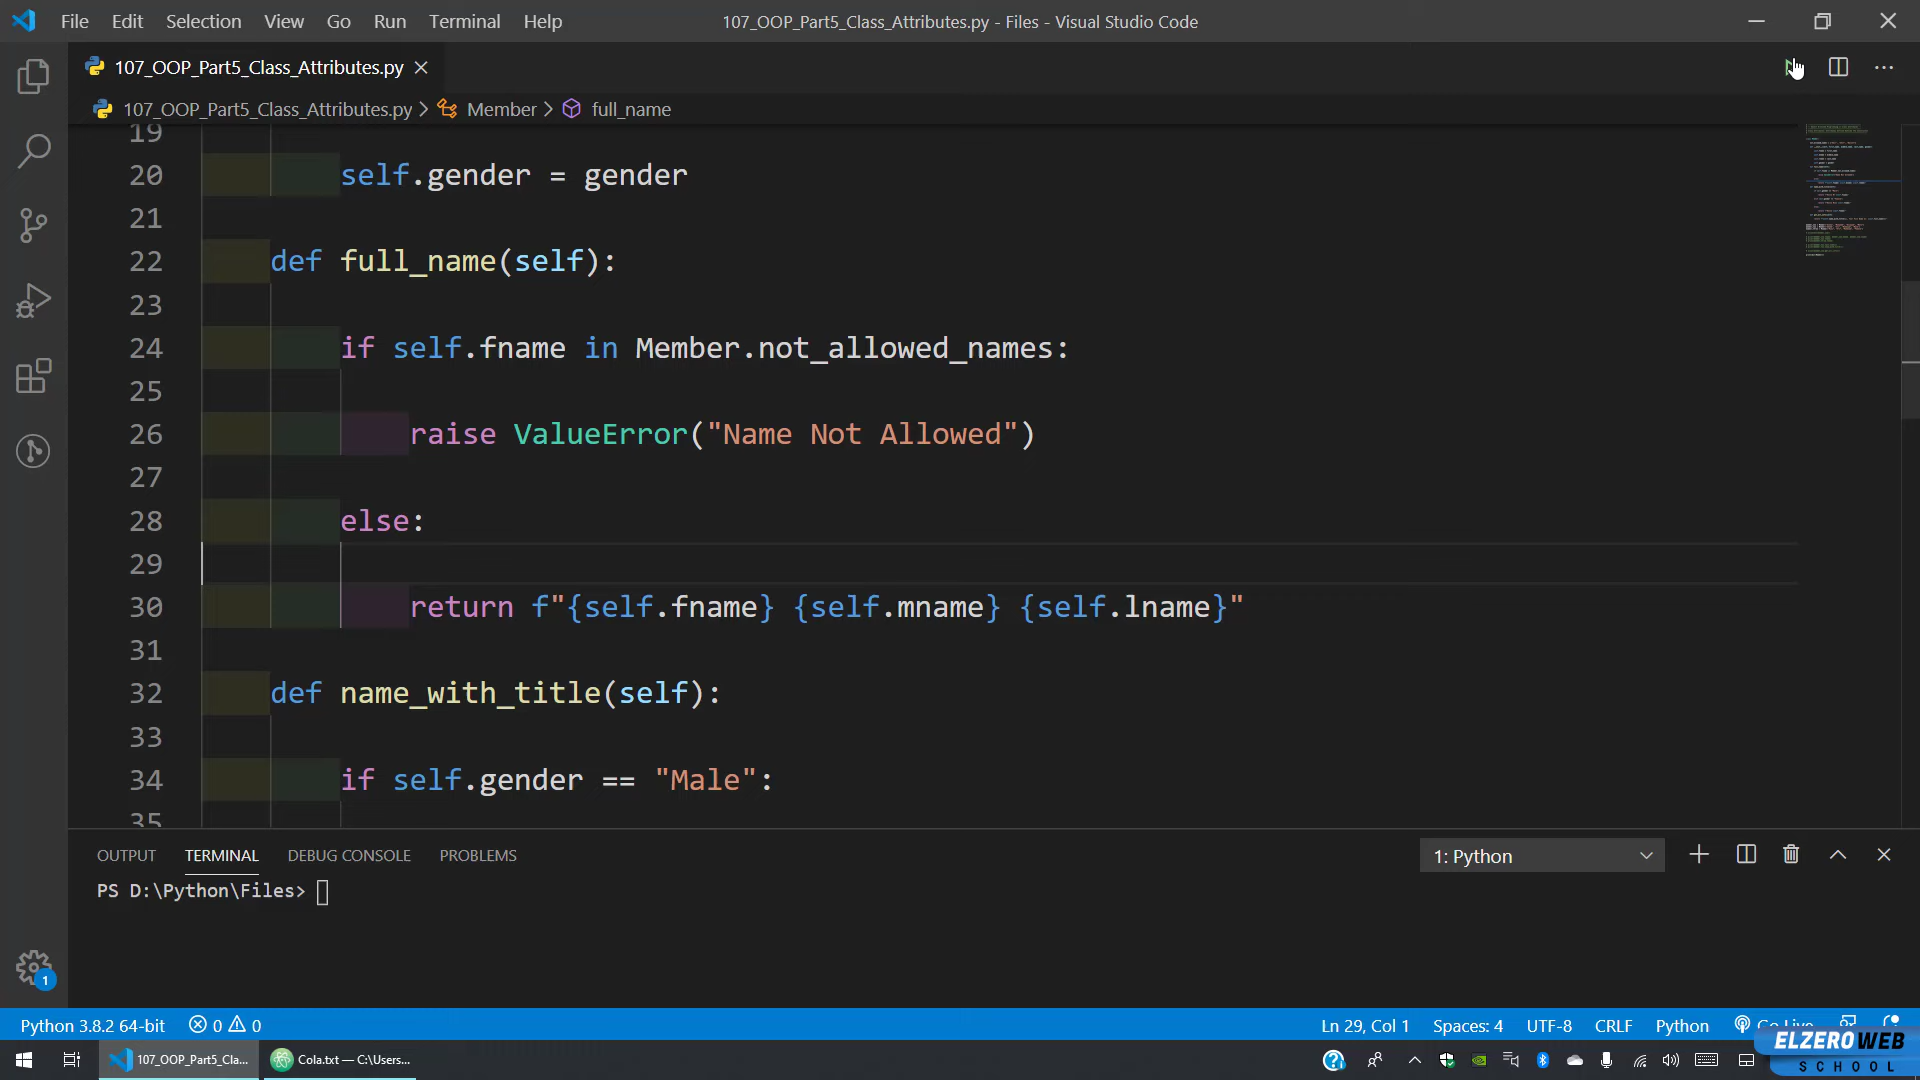 File Edit Selection View Go Run Terminal Help 107_OOP_Part5_Class_Attributes.py - Files - Visual Studio Code
107_OOP_Part5_Class_Attributes.py
107_OOP_Part5_Class_Attributes.py > Member > full_name
19
20 self.gender = gender
21
22 def full_name(self):
23
24 if self.fname in Member.not_allowed_names:
25
26 raise ValueError("Name Not Allowed")
27
28 else:
29
30 return f"{self.fname} {self.mname} {self.lname}"
31
32 def name_with_title(self):
33
34 if self.gender == "Male":
35
OUTPUT TERMINAL DEBUG CONSOLE PROBLEMS 1: Python
PS D:\Python\Files>
1
Python 3.8.2 64-bit 0 0 Ln 29, Col 1 Spaces: 4 UTF-8 CRLF Python Go Live
107_OOP_Part5_Cla... Cola.txt — C:\Users...
ELZEROWEB
SCHOOL